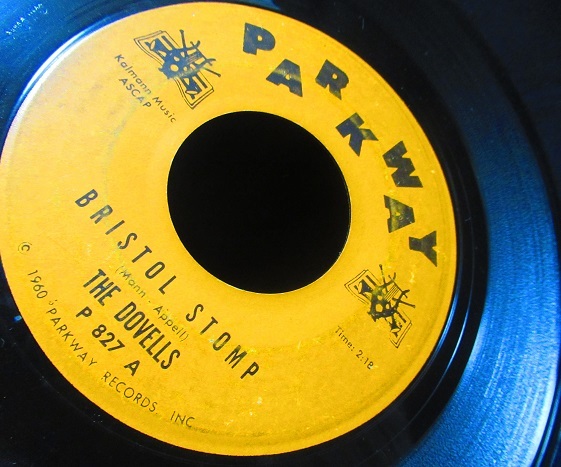 PARKWAY
Kalmann Music
ASCAP
BRISTOL STOMP
(Mann - Appell)
THE DOVELLS
P 827 A
Time: 2:18
© 1960 PARKWAY RECORDS, INC.